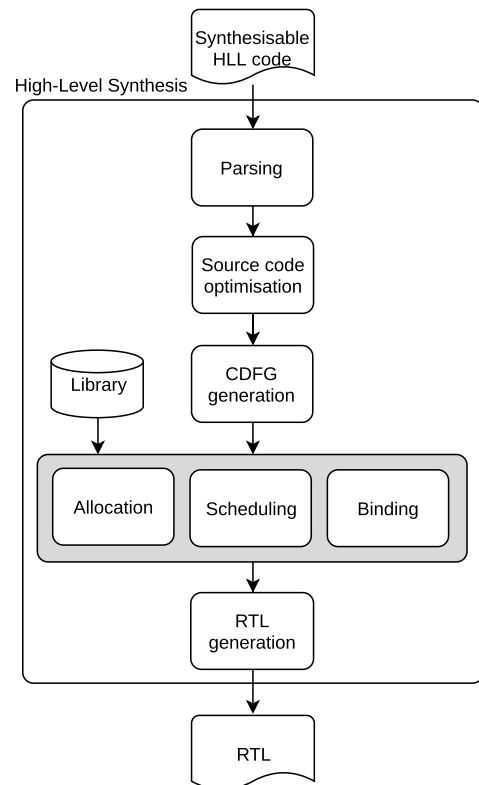 Synthesisable
HLL code
High-Level Synthesis
Parsing
Source code
optimisation
CDFG
generation
Library
Allocation
Scheduling
Binding
RTL
generation
RTL